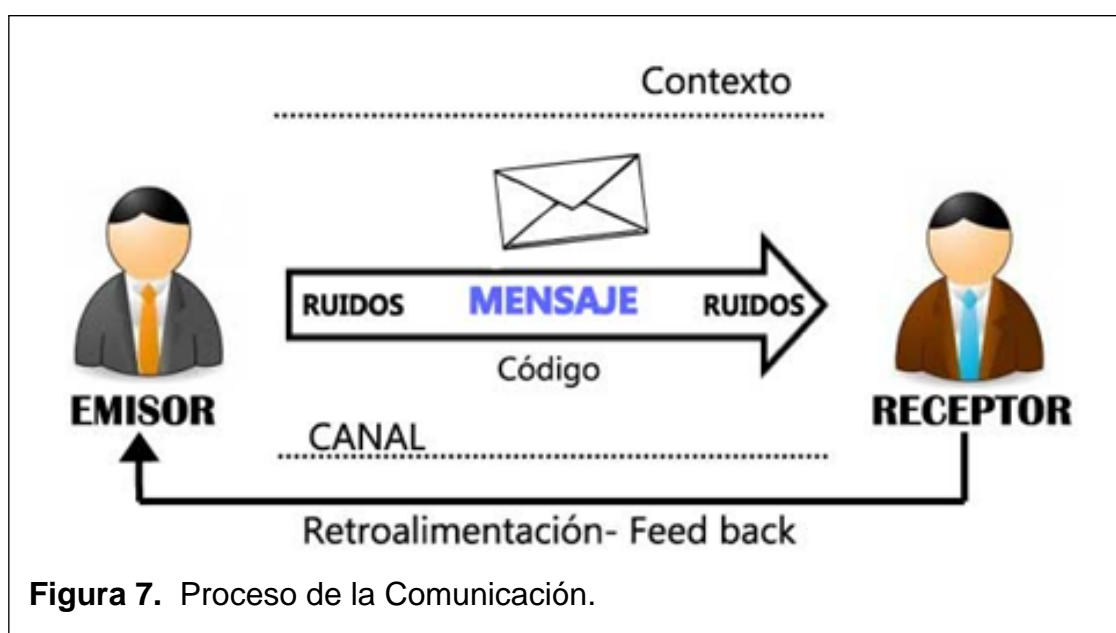 Contexto
RUIDOS MENSAJE RUIDOS
Código
EMISOR
RECEPTOR
CANAL
Retroalimentación- Feed back
Figura 7. Proceso de la Comunicación.